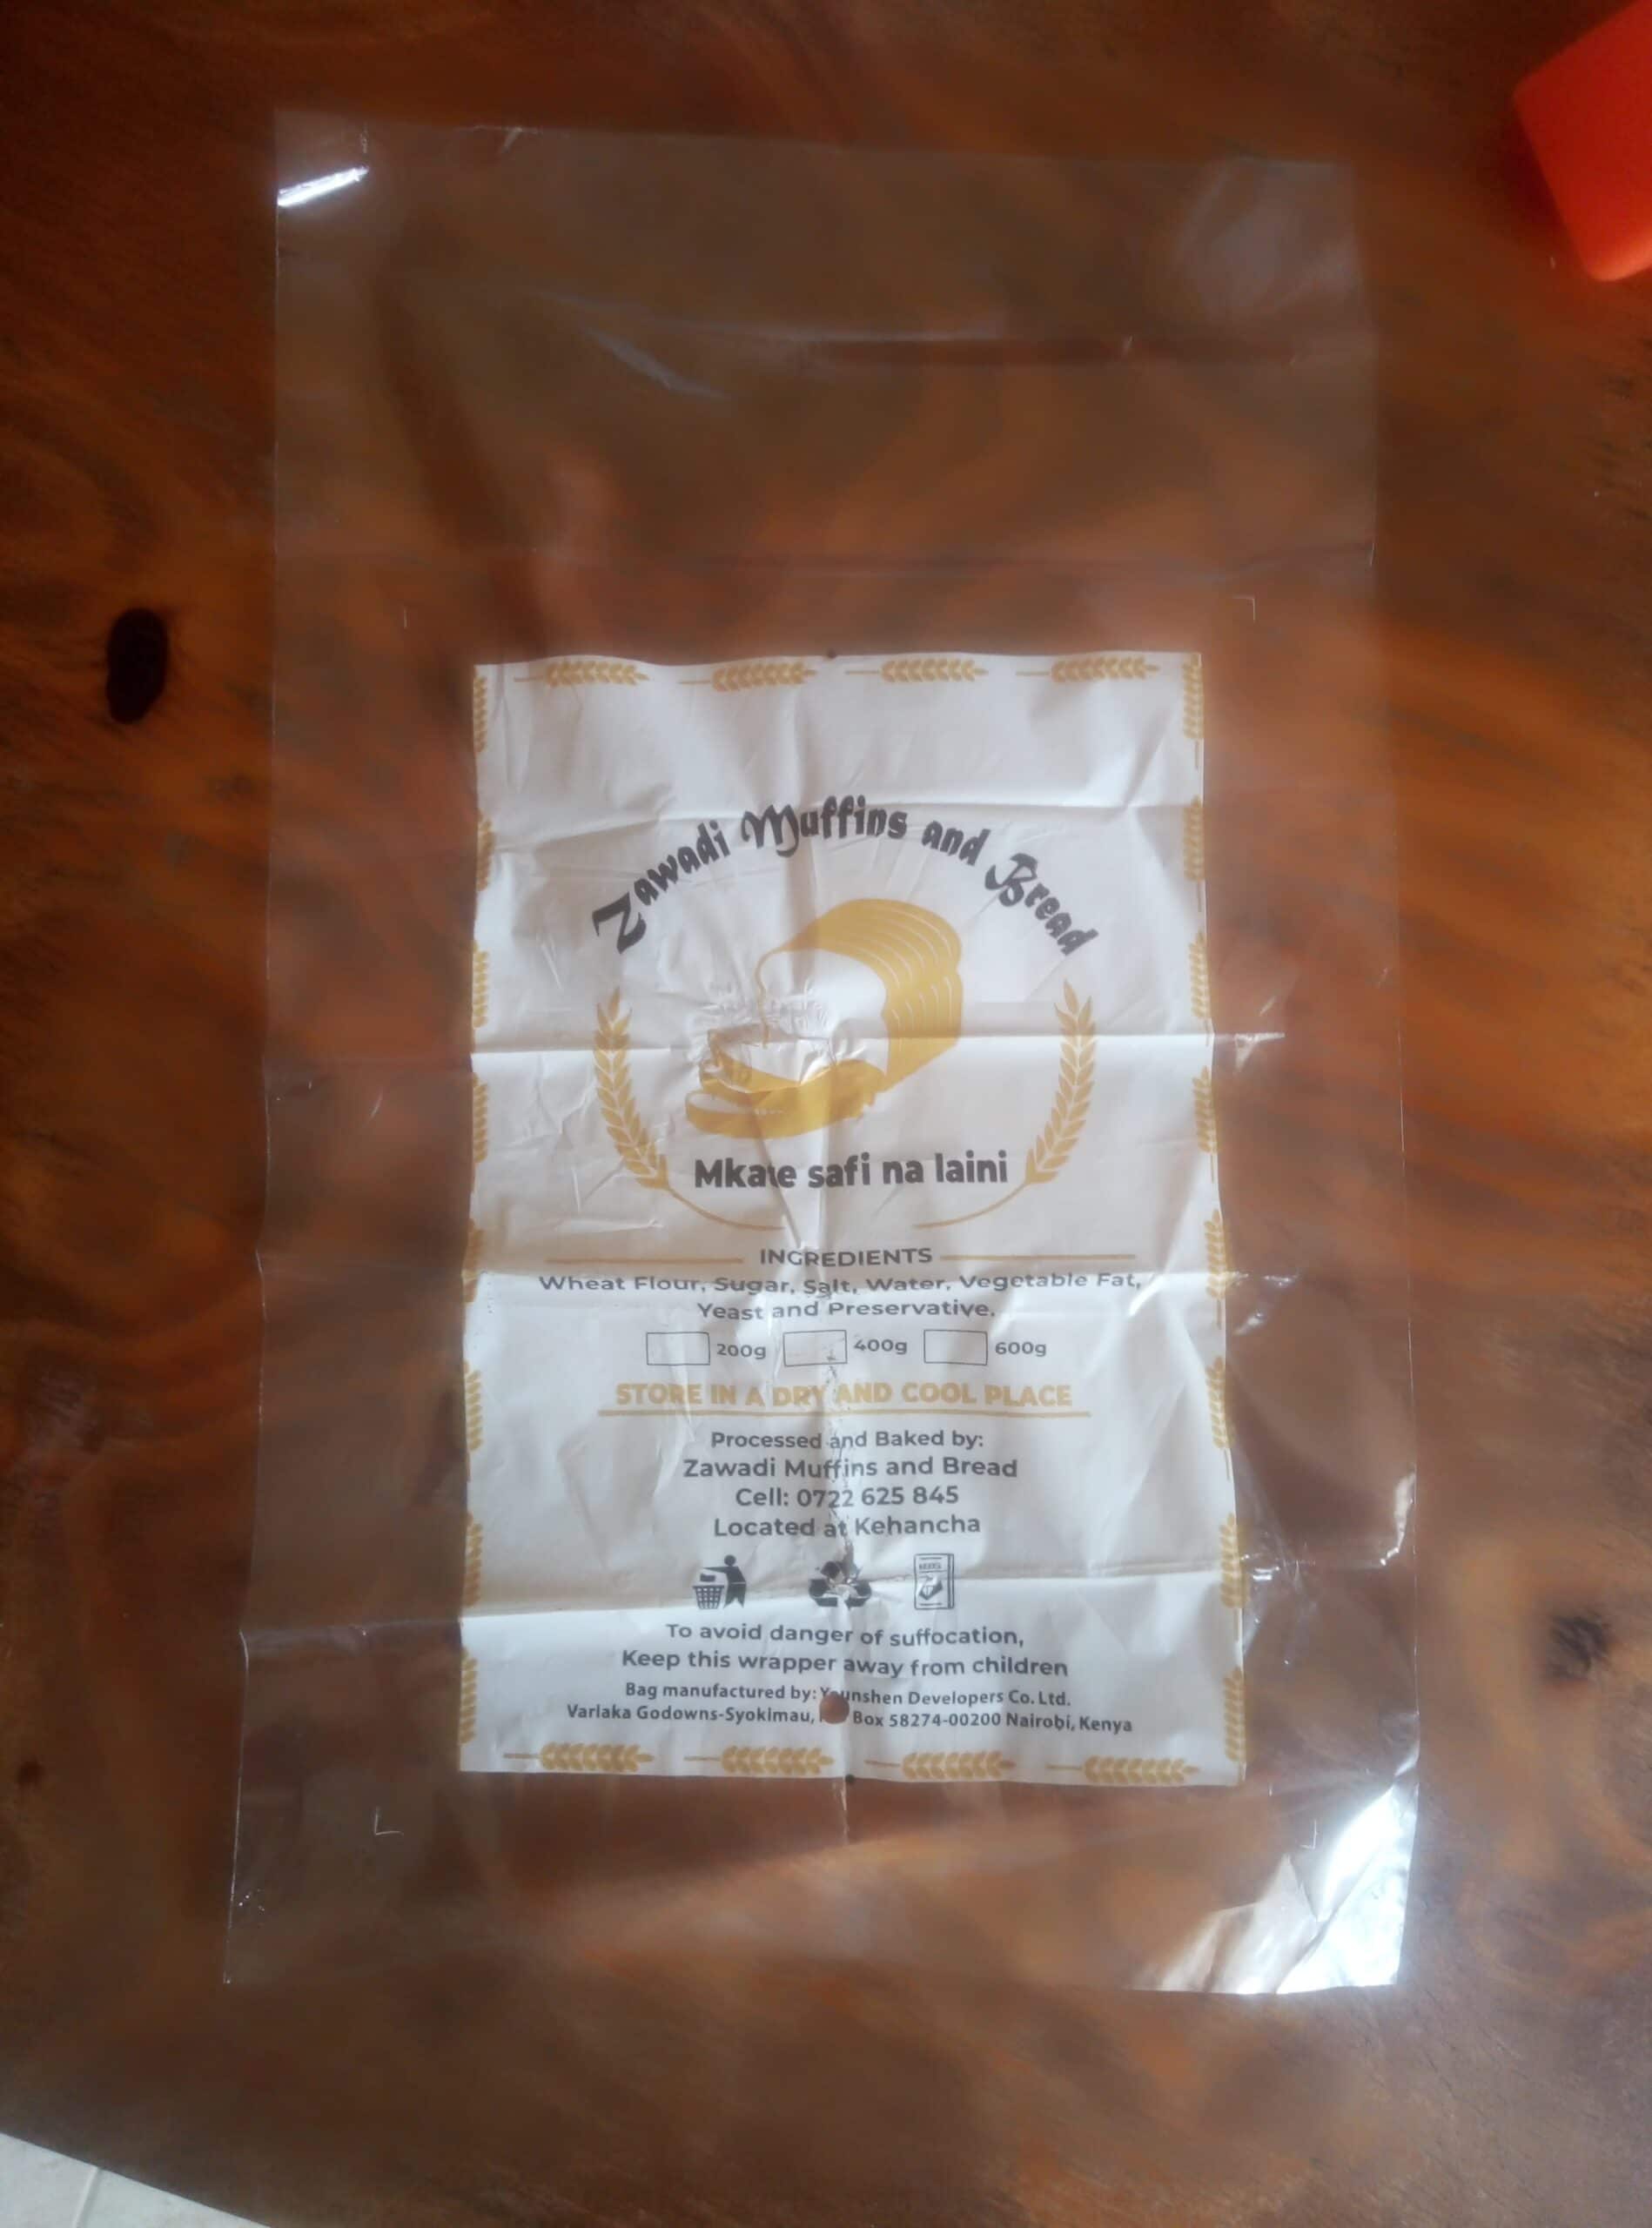 Zawadi Muffins and Bread
Mkate safi na laini
INGREDIENTS
Wheat Flour, Sugar, Salt, Water, Vegetable Fat,
Yeast and Preservative.
200g 400g 600g
STORE IN A DRY AND COOL PLACE
Processed and Baked by:
Zawadi Muffins and Bread
Cell: 0722 625 845
Located at Kehancha
To avoid danger of suffocation,
Keep this wrapper away from children
Bag manufactured by: Developers Co. Ltd.
Varlaka Godowns-Syokimau, Box 58274-00200 Nairobi, Kenya